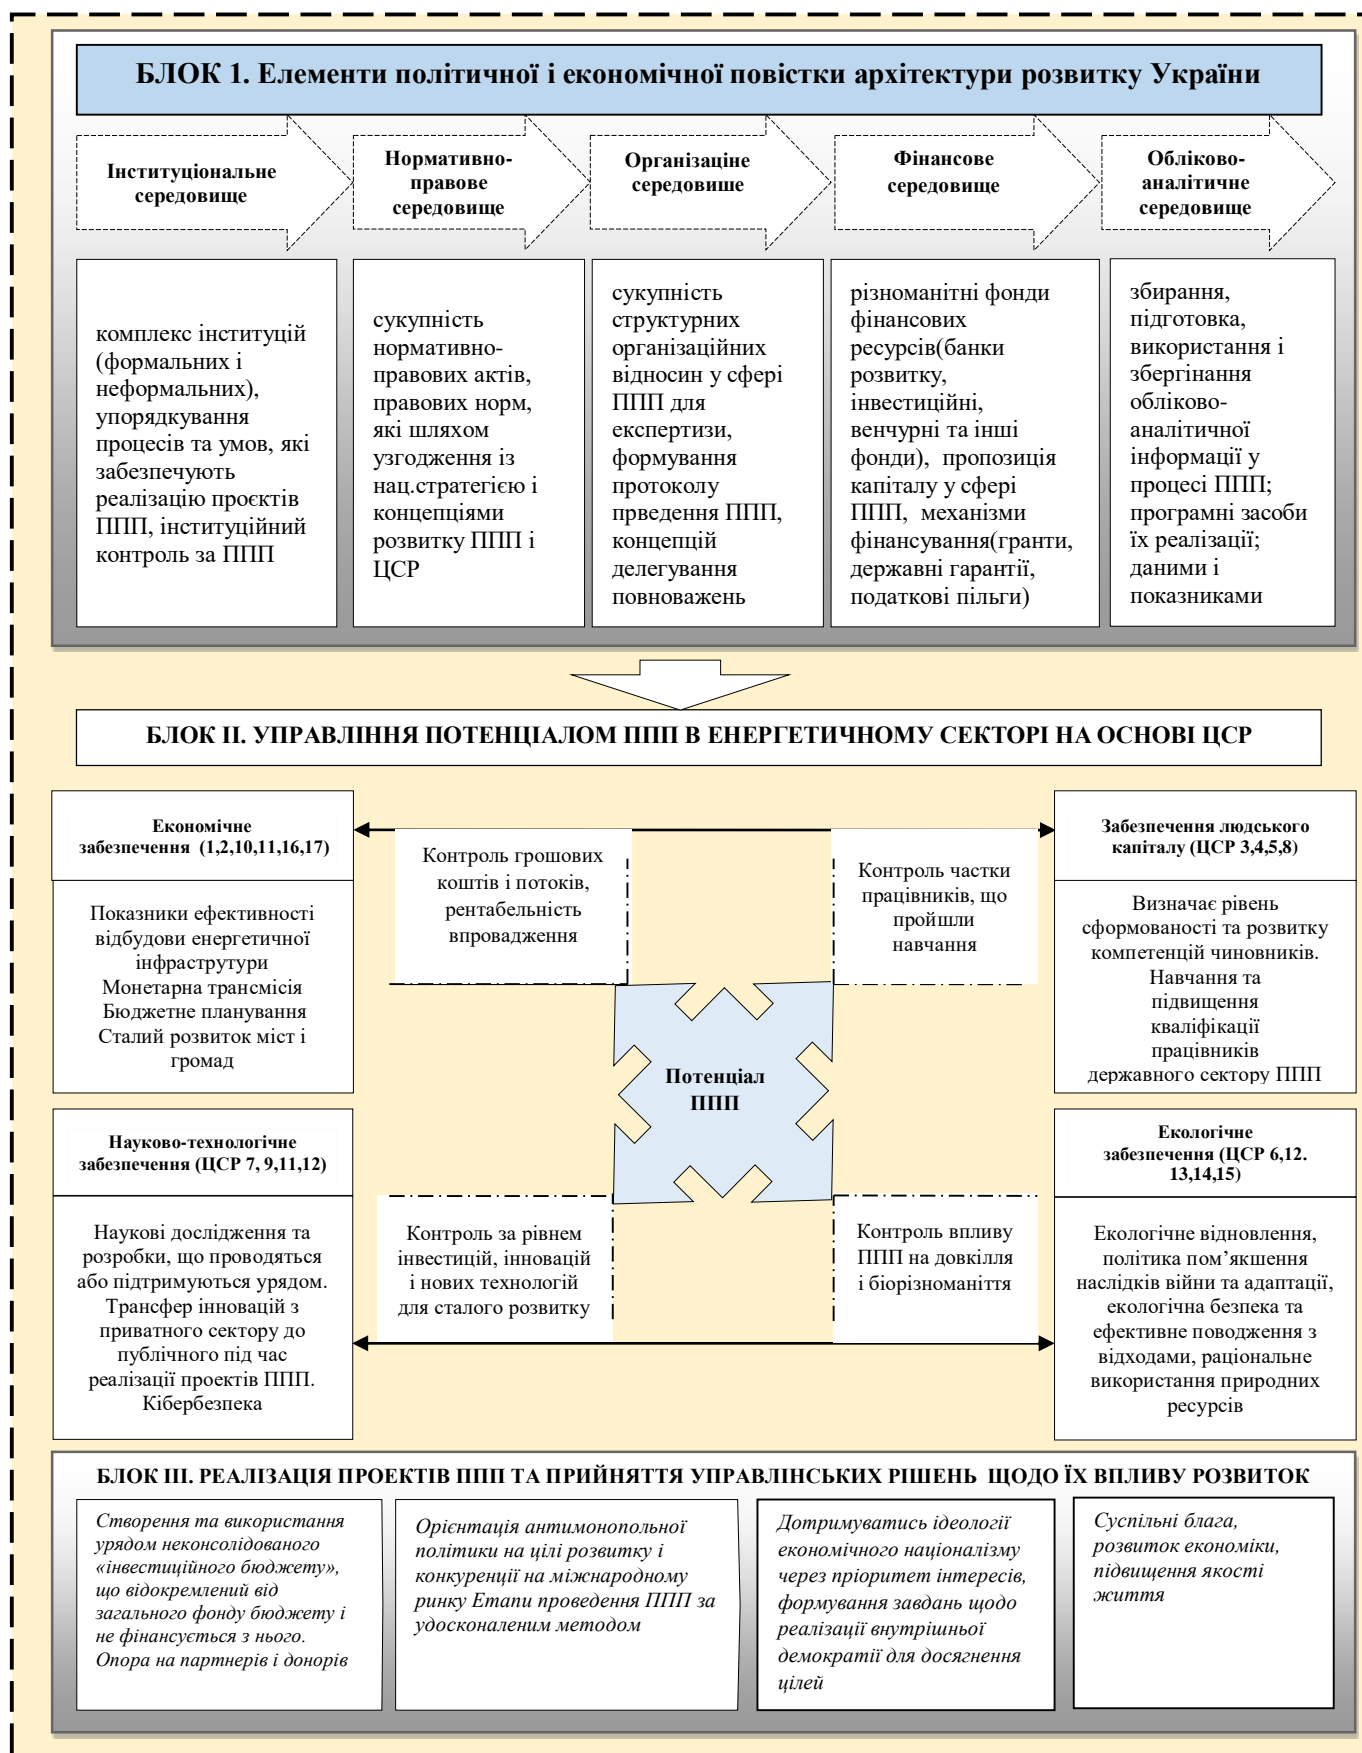 БЛОК 1. Елементи політичної і економічної повістки архітектури розвитку України
Інституціональне
середовище
Нормативно-
правове
середовище
Організаціне
середовише
Фінансове
середовище
Обліково-
аналітичне
середовище
комплекс інституцій
(формальних і
неформальних),
упорядкування
процесів та умов, які
забезпечують
реалізацію проєктів
ППП, інституційний
контроль за ППП
сукупність
нормативно-
правових актів,
правових норм,
які шляхом
узгодження із
нац.стратегією і
концепціями
розвитку ППП і
ЦСР
сукупність
структурних
організаційних
відносин у сфері
ППП для
експертизи,
формування
протоколу
прведення ППП,
концепцій
делегування
повноважень
різноманітні фонди
фінансових
ресурсів(банки
розвитку,
інвестиційні,
венчурні та інші
фонди), пропозиція
капіталу у сфері
ППП, механізми
фінансування(гранти,
державні гарантії,
податкові пільги)
збирання,
підготовка,
використання і
збергінання
обліково-
аналітичної
інформації у
процесі ППП;
програмні засоби
їх реалізації;
даними і
показниками
БЛОК ІІ. УПРАВЛІННЯ ПОТЕНЦІАЛОМ ППП В ЕНЕРГЕТИЧНОМУ СЕКТОРІ НА ОСНОВІ ЦСР
Економічне
забезпечення (1,2,10,11,16,17)
Показники ефективності
відбудови енергетичної
інфраструтури
Монетарна трансмісія
Бюджетне планування
Сталий розвиток міст і
громад
Контроль грошових
коштів і потоків,
рентабельність
впровадження
Контроль частки
працівників, що
пройшли
навчання
Забезпечення людського
капіталу (ЦСР 3,4,5,8)
Визначає рівень
сформованості та розвитку
компетенцій чиновників.
Навчання та
підвищення
кваліфікації
працівників
державного сектору ППП
Потенціал
ППП
Науково-технологічне
забезпечення (ЦСР 7, 9,11,12)
Наукові дослідження та
розробки, що проводяться
або підтримуються урядом.
Трансфер інновацій з
приватного сектору до
публічного під час
реалізації проектів ППП.
Кібербезпека
Контроль за рівнем
інвестицій, інновацій
і нових технологій
для сталого розвитку
Контроль впливу
ППП на довкілля
і біорізноманіття
Екологічне
забезпечення (ЦСР 6,12.
13,14,15)
Екологічне відновлення,
політика пом’якшення
наслідків війни та адаптації,
екологічна безпека та
ефективне поводження з
відходами, раціональне
використання природних
ресурсів
БЛОК ІІІ. РЕАЛІЗАЦІЯ ПРОЕКТІВ ППП ТА ПРИЙНЯТТЯ УПРАВЛІНСЬКИХ РІШЕНЬ ЩОДО ЇХ ВПЛИВУ РОЗВИТОК
Створення та використання
урядом неконсолідованого
«інвестиційного бюджету»,
що відокремлений від
загального фонду бюджету і
не фінансується з нього.
Опора на партнерів і донорів
Орієнтація антимонопольної
політики на цілі розвитку і
конкуренції на міжнародному
ринку Етапи проведення ППП за
удосконаленим методом
Дотримуватись ідеології
економічного націоналізму
через пріоритет інтересів,
формування завдань щодо
реалізації внутрішньої
демократії для досягнення
цілей
Суспільні блага,
розвиток економіки,
підвищення якості
життя